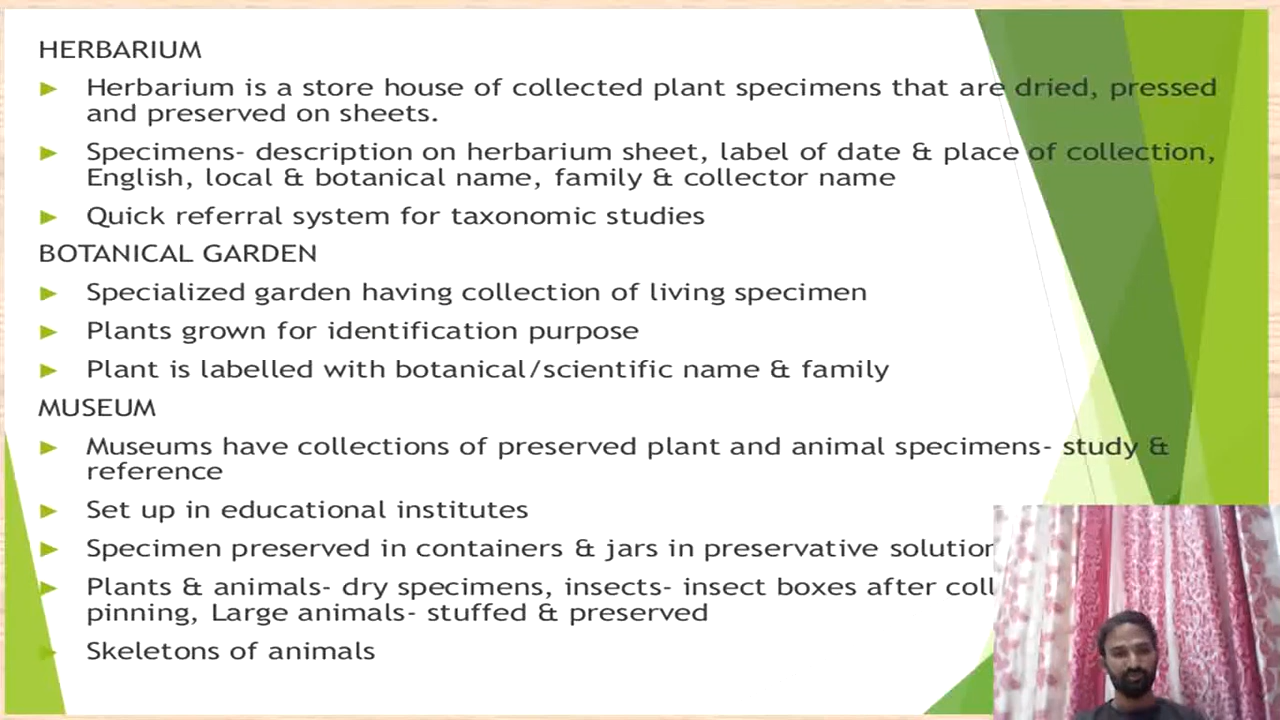 HERBARIUM
Herbarium is a store house of collected plant specimens that are dried, pressed
and preserved on sheets.
Specimens- description on herbarium sheet, label of date & place of collection,
English, local & botanical name, family & collector name
Quick referral system for taxonomic studies
BOTANICAL GARDEN
Specialized garden having collection of living specimen
Plants grown for identification purpose
Plant is labelled with botanical/scientific name & family
MUSEUM
Museums have collections of preserved plant and animal specimens- study &
reference
Set up in educational institutes
Specimen preserved in containers & jars in preservative
Plants & animals- dry specimens, insects- insect boxes after
pinning, Large animals- stuffed & preserved
Skeletons of animals